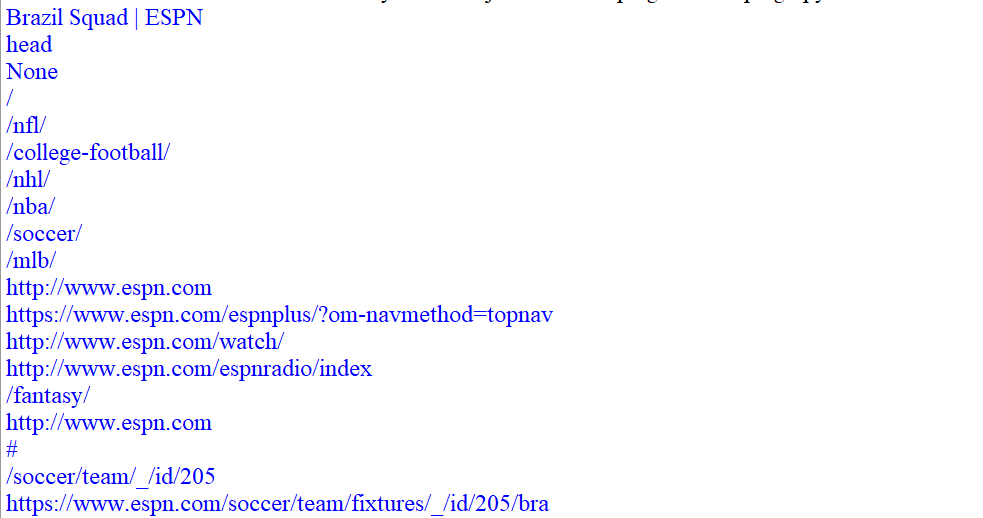 Brazil Squad | ESPN
head
None
/
/nfl/
/college-football/
/nhl/
/nba/
/soccer/
/mlb/
http://www.espn.com
https://www.espn.com/espnplus/?om-navmethod=topnav
http://www.espn.com/watch/
http://www.espn.com/espnradio/index
/fantasy/
http://www.espn.com
#
/soccer/team/_/id/205
https://www.espn.com/soccer/team/fixtures/_/id/205/bra